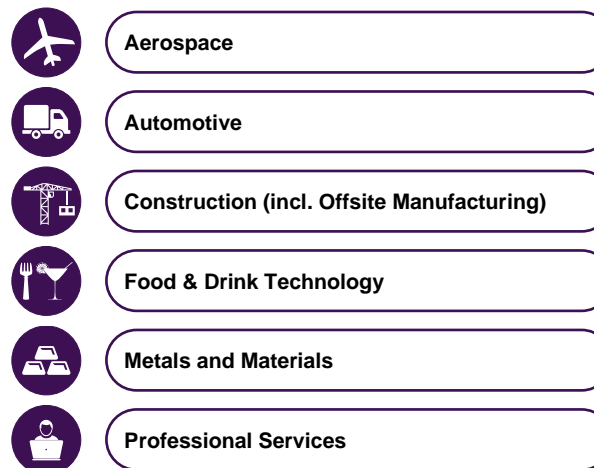 Aerospace
Automotive
Construction (incl. Offsite Manufacturing)
Food & Drink Technology
Metals and Materials
Professional Services